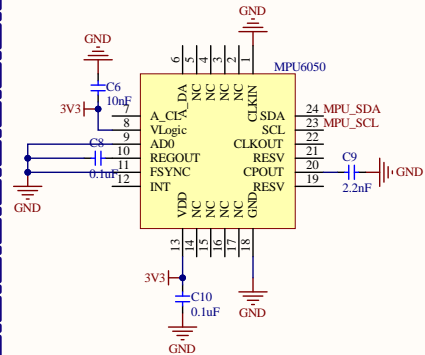 GND
GND
MPU6050
6 5 4 3 2 1
A_DA NC NC NC NC CLKIN
C6
10nF
3V3
7 A_CL
8 VLogic
9 AD0
C8
10 REGOUT
0.1uF
11 FSYNC
12 INT
GND
SDA 24 MPU_SDA
SCL 23 MPU_SCL
CLKOUT 22
RESV 21
CPOUT 20
RESV 19
C9
2.2nF
GND
VDD NC NC NC NC GND
13 14 15 16 17 18
3V3
C10
0.1uF
GND
GND